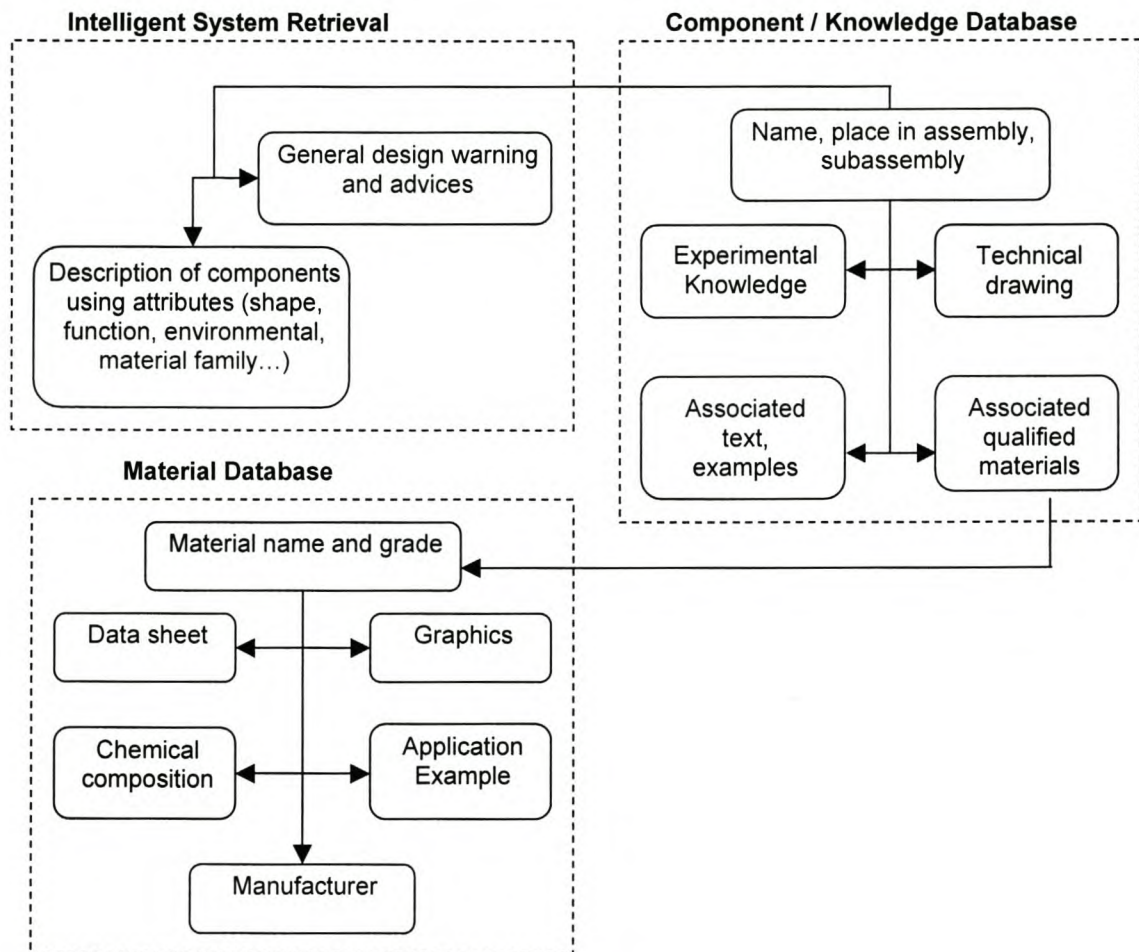 Intelligent System Retrieval
General design warning
and advices
Description of components
using attributes (shape,
function, environmental,
material family…)
Component / Knowledge Database
Name, place in assembly,
subassembly
Experimental
Knowledge
Technical
drawing
Associated
text,
examples
Associated
qualified
materials
Material Database
Material name and grade
Data sheet
Graphics
Chemical
composition
Application
Example
Manufacturer